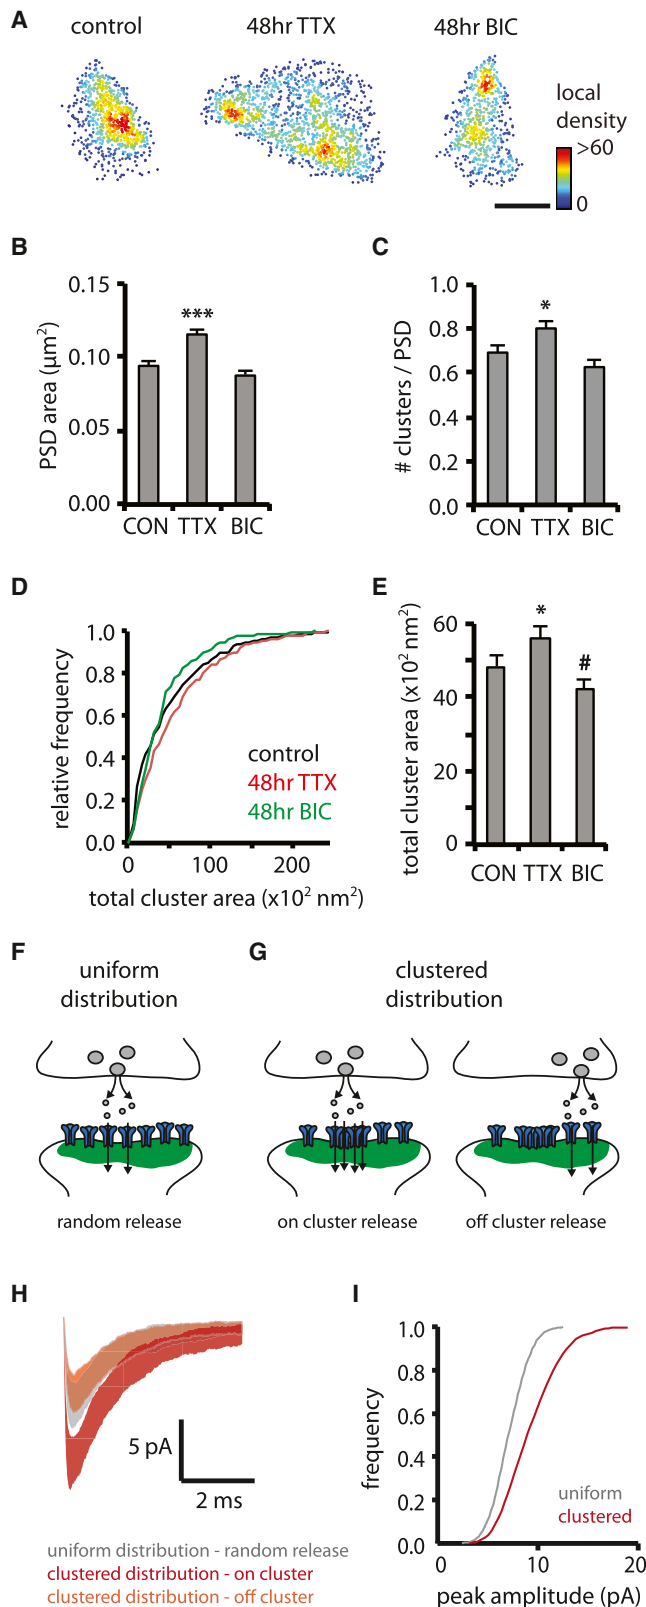 A
control
48hr TTX
48hr BIC
local
density
>60
0
B
PSD area (μm²)
0.15
0.10
0.05
0.00
***
CON TTX BIC
C
# clusters / PSD
1.0
0.8
0.6
0.4
0.2
0.0
*
CON TTX BIC
D
relative frequency
1.0
0.8
0.6
0.4
0.2
0.0
control
48hr TTX
48hr BIC
0 100 200
total cluster area (x10² nm²)
E
total cluster area (x10² nm²)
60
40
20
0
*
#
CON TTX BIC
F
uniform
distribution
random release
G
clustered
distribution
on cluster release
off cluster release
H
5 pA
2 ms
uniform distribution - random release
clustered distribution - on cluster
clustered distribution - off cluster
I
frequency
1.0
0.8
0.6
0.4
0.2
0.0
uniform
clustered
0 10 20
peak amplitude (pA)